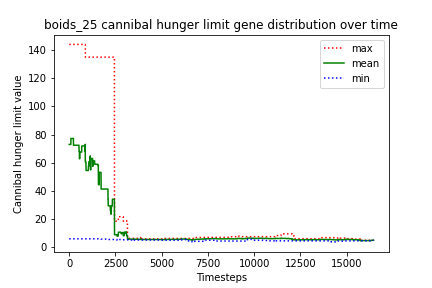 boids_25 cannibal hunger limit gene distribution over time
max
mean
min
Cannibal hunger limit value
140
120
100
80
60
40
20
0
0 2500 5000 7500 10000 12500 15000
Timesteps